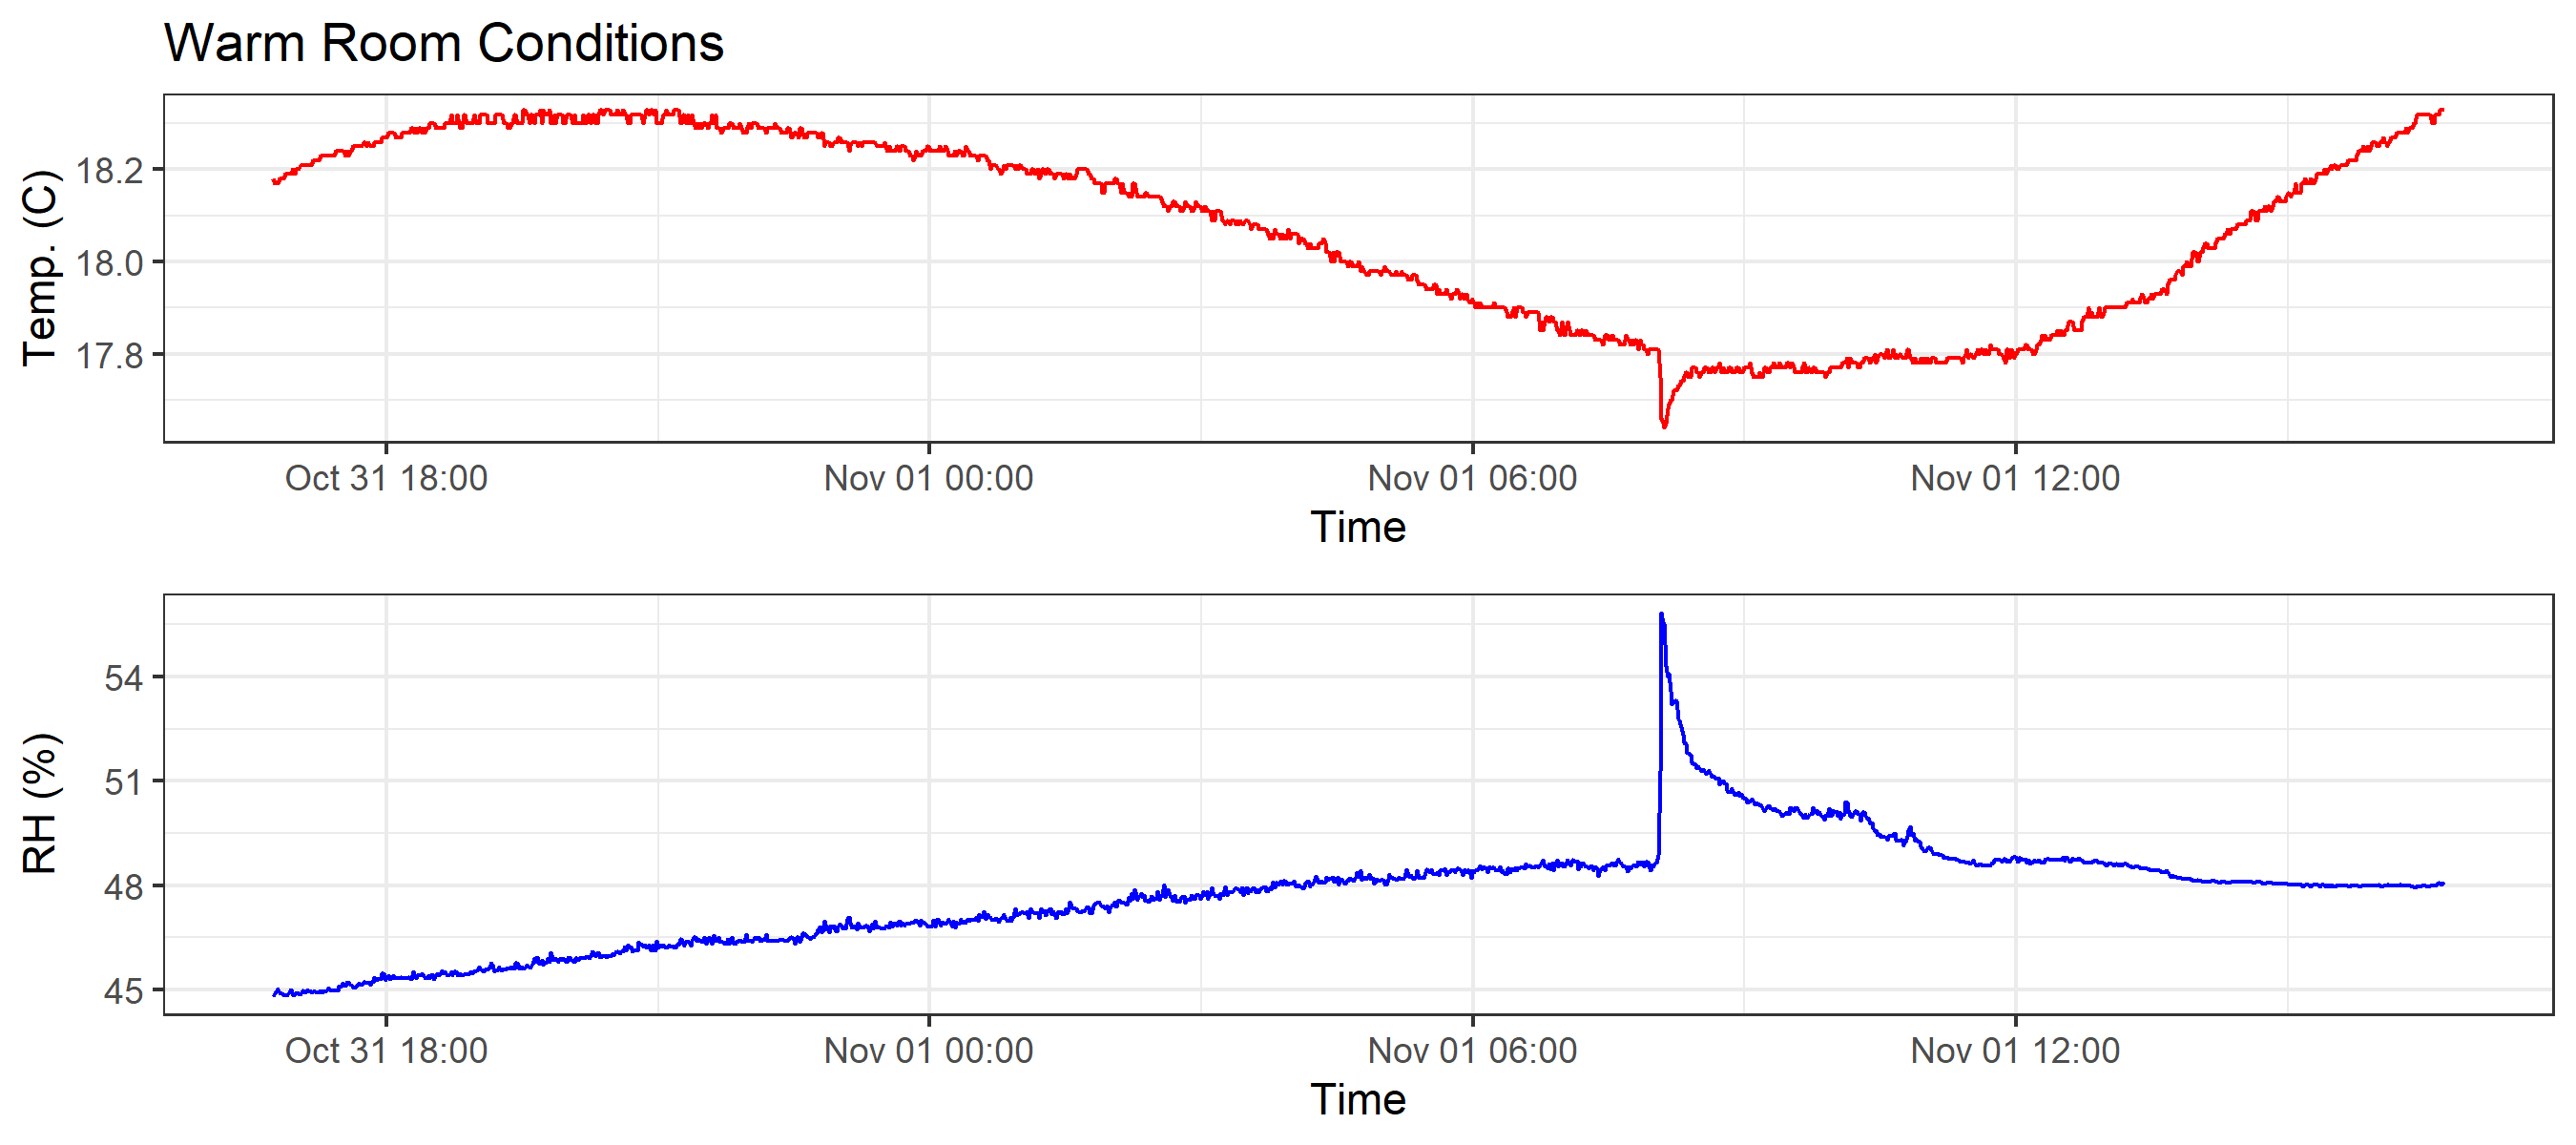 Warm Room Conditions
Temp. (C)
18.2
18.0
17.8
Oct 31 18:00 Nov 01 00:00 Nov 01 06:00 Nov 01 12:00
Time
RH (%)
54
51
48
45
Oct 31 18:00 Nov 01 00:00 Nov 01 06:00 Nov 01 12:00
Time